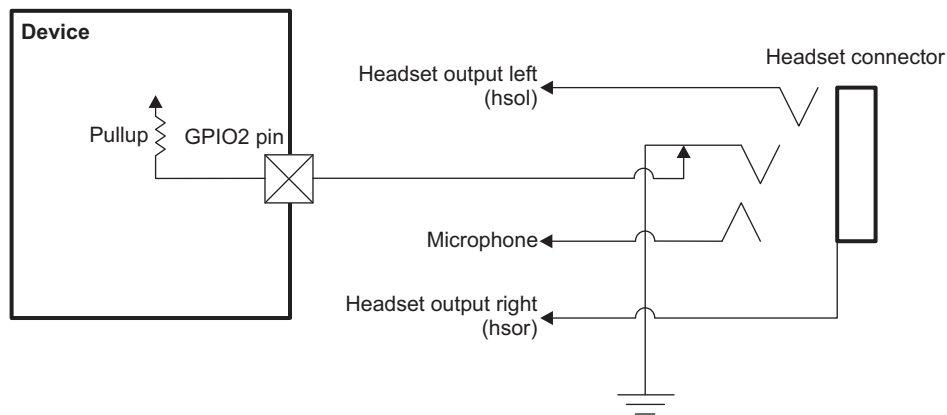 Device
Headset connector
Headset output left
(hsol)
Pullup
GPIO2 pin
Microphone
Headset output right
(hsor)